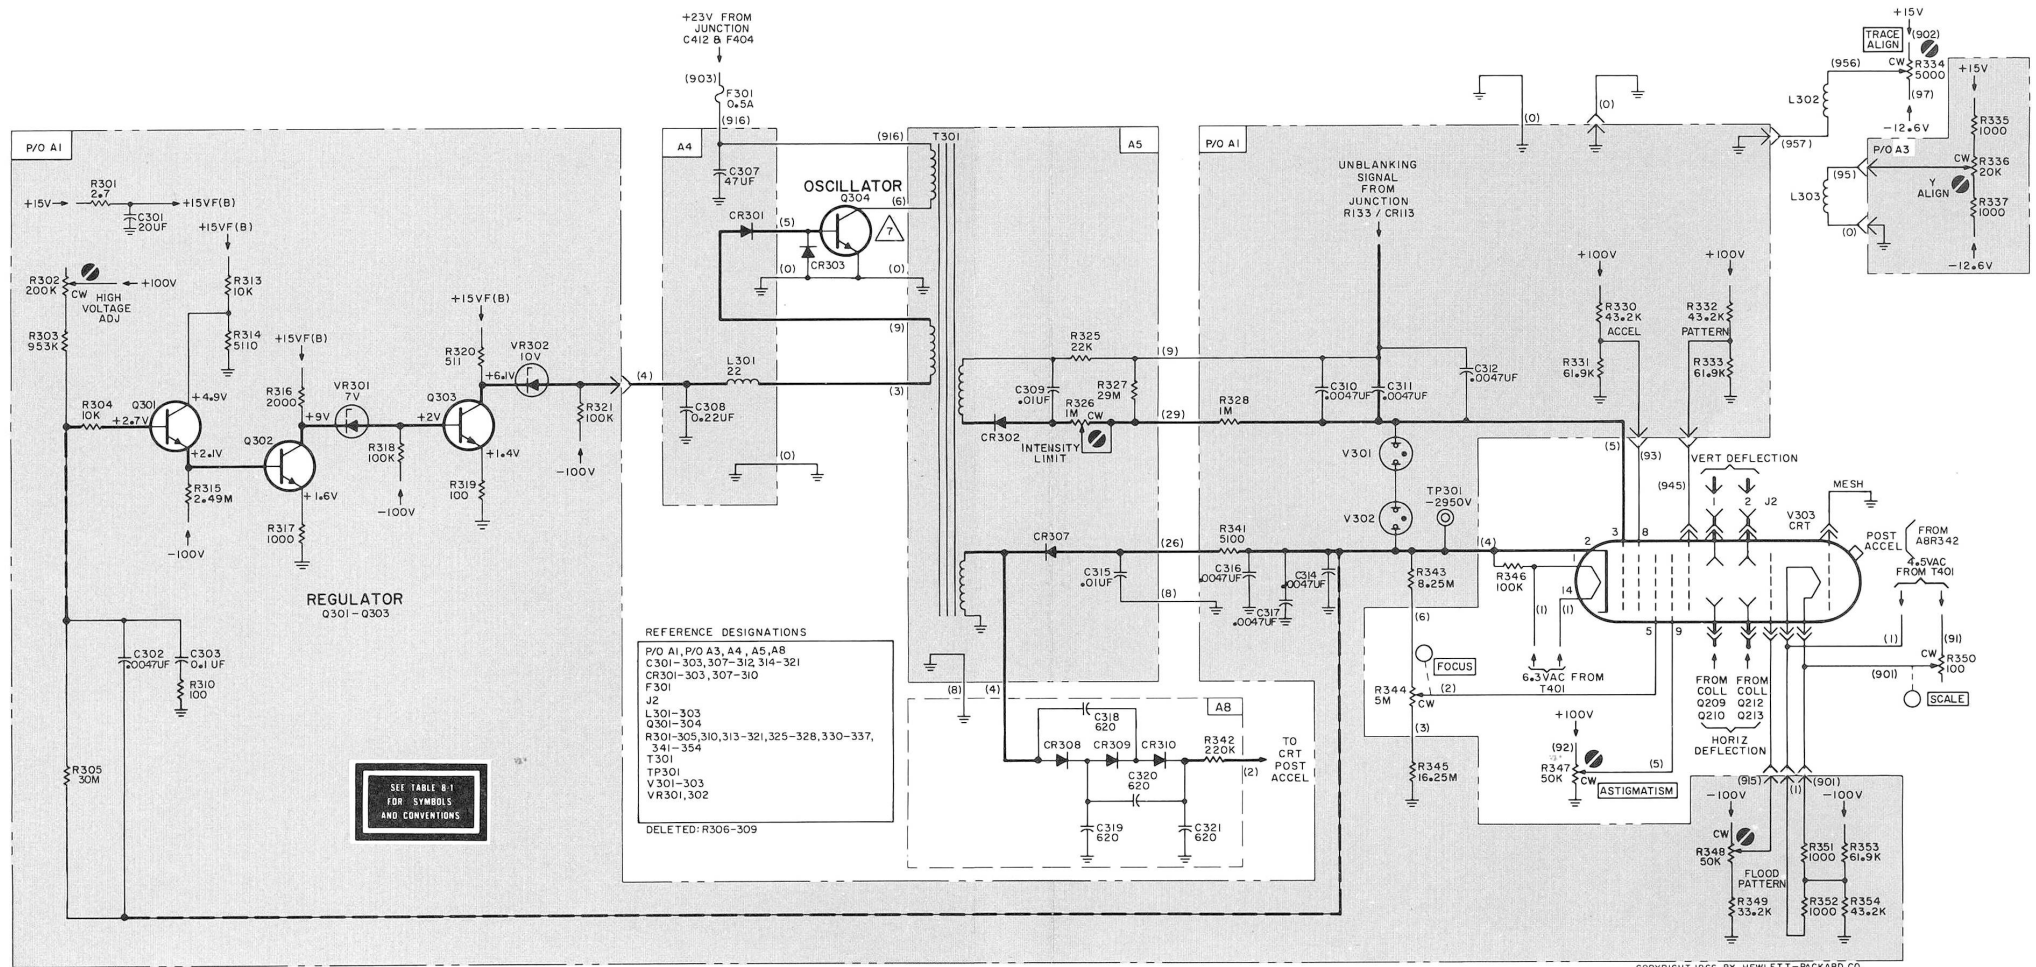 +23V FROM
JUNCTION
C412 & F404
(903)
F301
0.5A
(916)
P/O A1
R301
2.7
+15V
+15VF(B)
C301
20UF
+15VF(B)
R302
200K
CW
+100V
HIGH
VOLTAGE
ADJ
R313
10K
R303
953K
R314
5110
+15VF(B)
+15VF(B)
R320
511
VR302
10V
+6.1V
R304
10K
+2.7V
Q301
+4.9V
+2.1V
R316
2000
VR301
7V
+9V
Q303
+2V
+1.4V
R321
100K
-100V
Q302
R318
100K
-100V
R319
100
R315
2.49M
-100V
+1.6V
R317
1000
REGULATOR
Q301-Q303
C302
.0047UF
C303
0.1UF
R310
100
R305
30M
SEE TABLE 8-1
FOR SYMBOLS
AND CONVENTIONS
A4
C307
47UF
OSCILLATOR
Q304
7
CR301
(5)
(6)
CR303
(0)
(0)
(4)
L301
22
C308
0.22UF
(0)
REFERENCE DESIGNATIONS
P/O A1,P/O A3,A4,A5,A8
C301-303,307-312,314-321
CR301-303,307-310
F301
J2
L301-303
Q301-304
R301-305,310,313-321,325-328,330-337,
341-354
T301
TP301
V301-303
VR301,302
DELETED: R306-309
(916)
T301
A5
(9)
(3)
R325
22K
(9)
C309
.01UF
R327
29M
R326
1M
CW
(29)
CR302
INTENSITY
LIMIT
CR307
(26)
C315
.01UF
(8)
(8)
(4)
A8
C318
620
CR308
CR309
CR310
R342
220K
(2)
TO
CRT
POST
ACCEL
C320
620
C319
620
C321
620
P/O A1
UNBLANKING
SIGNAL
FROM
JUNCTION
R133 / CR113
R328
1M
C310
.0047UF
C311
.0047UF
C312
.0047UF
V301
V302
TP301
-2950V
R341
5100
C316
.0047UF
C317
.0047UF
C314
.0047UF
R343
8.25M
(6)
FOCUS
R344
5M
CW
(2)
(3)
R345
16.25M
(4)
R346
100K
(1)
(1)
6.3VAC FROM
T401
(0)
(0)
+100V
+100V
R330
43.2K
R332
43.2K
ACCEL
PATTERN
R331
61.9K
R333
61.9K
(5)
(93)
(945)
VERT DEFLECTION
1
2
J2
MESH
V303
CRT
2
3
8
14
5
9
POST
ACCEL
FROM
A8R342
4.5VAC
FROM T401
(1)
(91)
(901)
CW
R350
100
SCALE
FROM
COLL
Q209
Q210
FROM
COLL
Q212
Q213
HORIZ
DEFLECTION
+100V
(92)
R347
50K
CW
(5)
ASTIGMATISM
(915)
(1)
(901)
-100V
-100V
CW
R348
50K
FLOOD
PATTERN
R349
33.2K
R351
1000
R353
61.9K
R352
1000
R354
43.2K
+15V
TRACE
ALIGN
(902)
(956)
CW
R334
5000
(97)
-12.6V
L302
(957)
+15V
R335
1000
P/O A3
CW
R336
20K
(951)
Y
ALIGN
L303
R337
1000
(0)
-12.6V
COPYRIGHT 1966 BY HEWLETT-PACKARD CO.